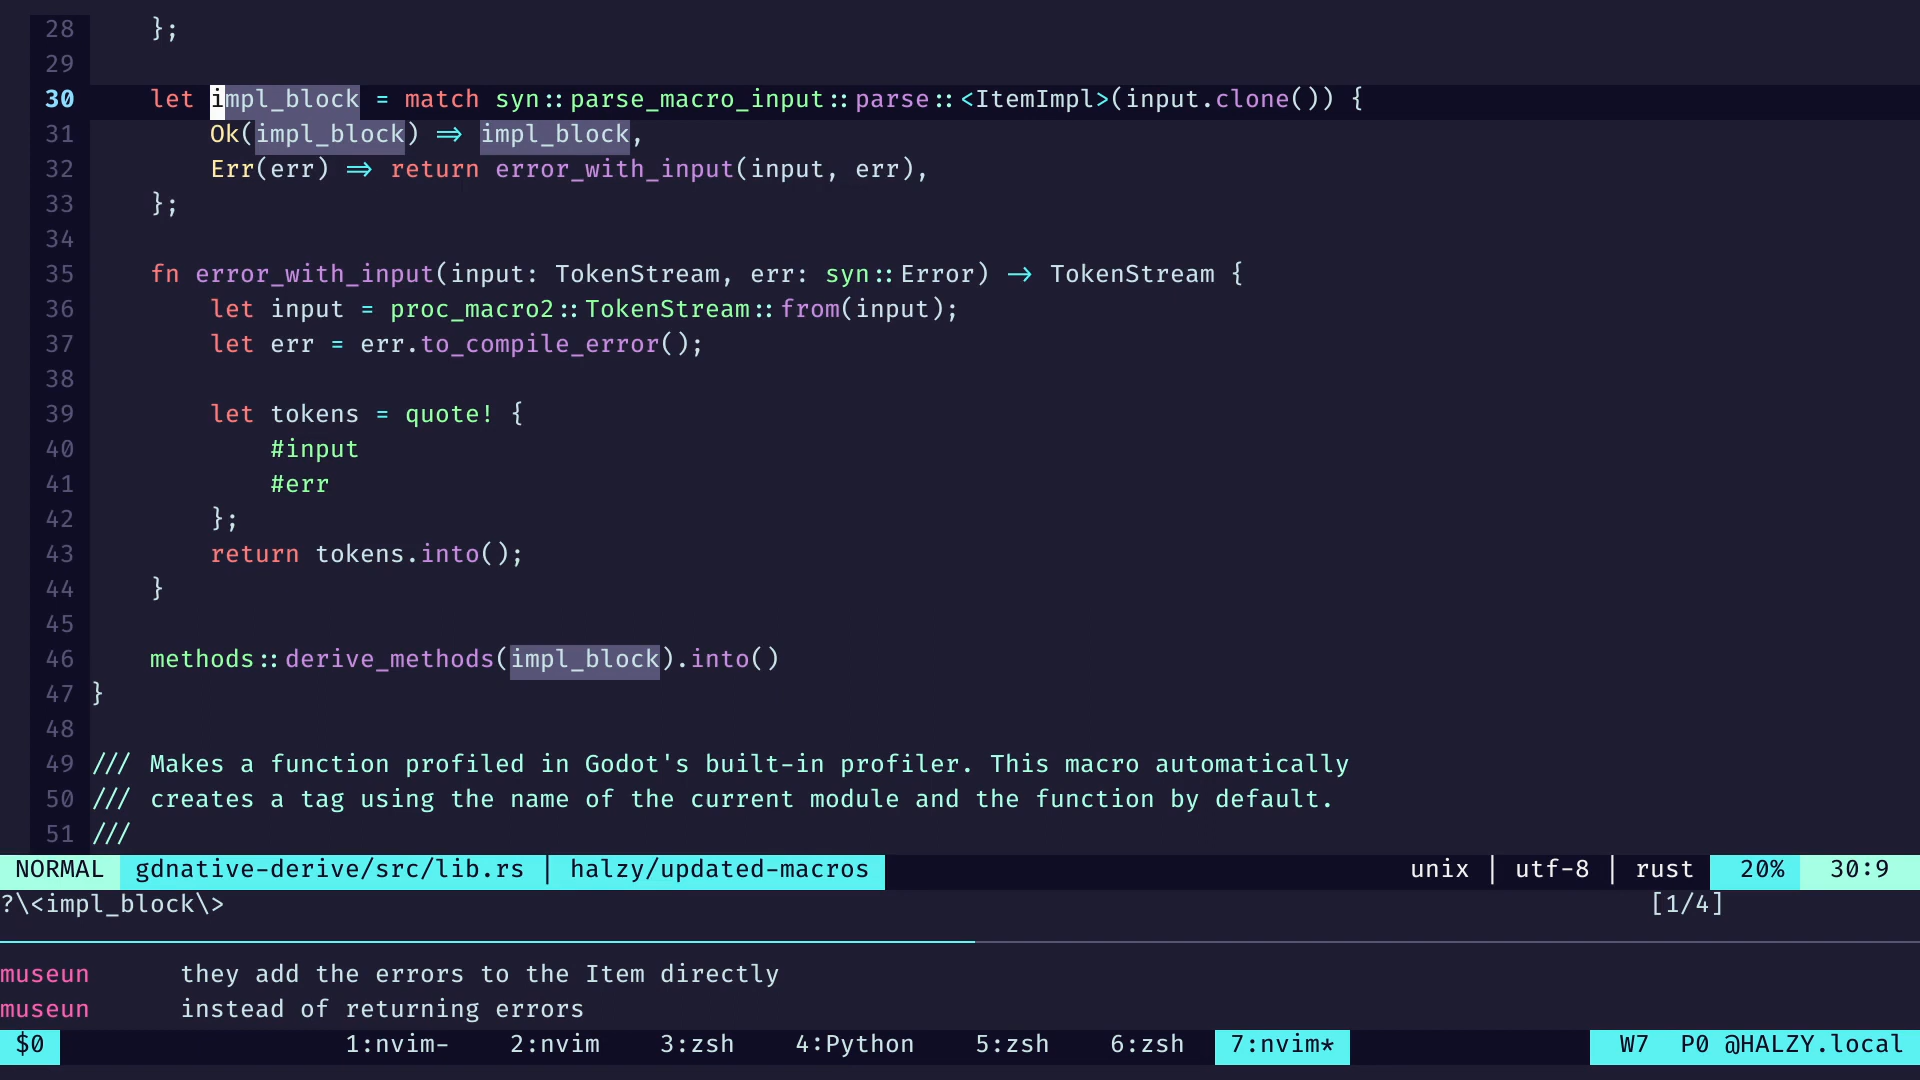 28     };
29
30     let impl_block = match syn::parse_macro_input::parse::<ItemImpl>(input.clone()) {
31         Ok(impl_block) => impl_block,
32         Err(err) => return error_with_input(input, err),
33     };
34
35     fn error_with_input(input: TokenStream, err: syn::Error) -> TokenStream {
36         let input = proc_macro2::TokenStream::from(input);
37         let err = err.to_compile_error();
38
39         let tokens = quote! {
40             #input
41             #err
42         };
43         return tokens.into();
44     }
45
46     methods::derive_methods(impl_block).into()
47 }
48
49 /// Makes a function profiled in Godot's built-in profiler. This macro automatically
50 /// creates a tag using the name of the current module and the function by default.
51 ///
NORMAL gdnative-derive/src/lib.rs | halzy/updated-macros unix | utf-8 | rust 20% 30:9
?\<impl_block\> [1/4]
museun they add the errors to the Item directly
museun instead of returning errors
$0 1:nvim- 2:nvim 3:zsh 4:Python 5:zsh 6:zsh 7:nvim* W7 P0 @HALZY.local